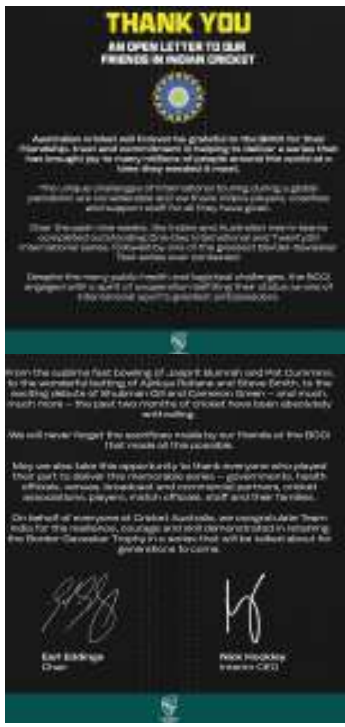 THANK YOU
AN OPEN LETTER TO OUR
FRIENDS IN INDIAN CRICKET
Australian cricket will forever be grateful to the BCCI for their
friendship, trust and commitment in helping to deliver a series that
has brought joy to many millions of people around the world at a
time they needed it most.
The unique challenges of international touring during a global
pandemic are considerable and we thank India's players, coaches
and support staff for all they have given.
Over the past nine weeks, the Indian and Australian men's teams
completed outstanding One-Day International and Twenty20
International series, followed by one of the greatest Border-Gavaskar
Test series ever contested.
Despite the many public health and logistical challenges, the BCCI
engaged with a spirit of cooperation befitting their status as one of
international sport's greatest ambassadors.
From the sublime fast bowling of Jasprit Bumrah and Pat Cummins,
to the wonderful batting of Ajinkya Rahane and Steve Smith, to the
exciting debuts of Shubman Gill and Cameron Green – and much,
much more – the past two months of cricket have been absolutely
enthralling.
We will never forget the sacrifices made by our friends at the BCCI
that made all this possible.
May we also take this opportunity to thank everyone who played
their part to deliver this memorable series – governments, health
officials, venues, broadcast and commercial partners, cricket
associations, players, match officials, staff and their families.
On behalf of everyone at Cricket Australia, we congratulate Team
India for the resilience, courage and skill demonstrated in retaining
the Border-Gavaskar Trophy in a series that will be talked about for
generations to come.
Earl Eddings
Chair
Nick Hockley
Interim CEO